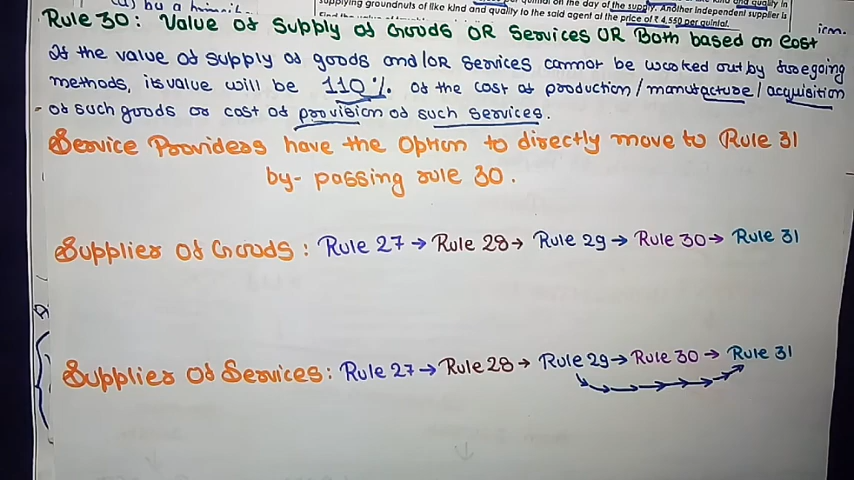 supplying groundnuts of like kind and quality to the said agent at the price of ₹ 4,550 per quintal.
Rule 30: Value of Supply of Goods OR Services OR Both based on Cost
If the value of supply of goods and/OR Services cannot be worked out by foregoing
methods, its value will be 110% of the cost of production / manufacture / acquisition
of such goods or cost of provision of such services.
Service Providers have the Option to directly move to Rule 31
by-passing rule 30.
Supplies of Goods: Rule 27 → Rule 28 → Rule 29 → Rule 30 → Rule 31
Supplies Of Services: Rule 27 → Rule 28 → Rule 29 → Rule 30 → Rule 31